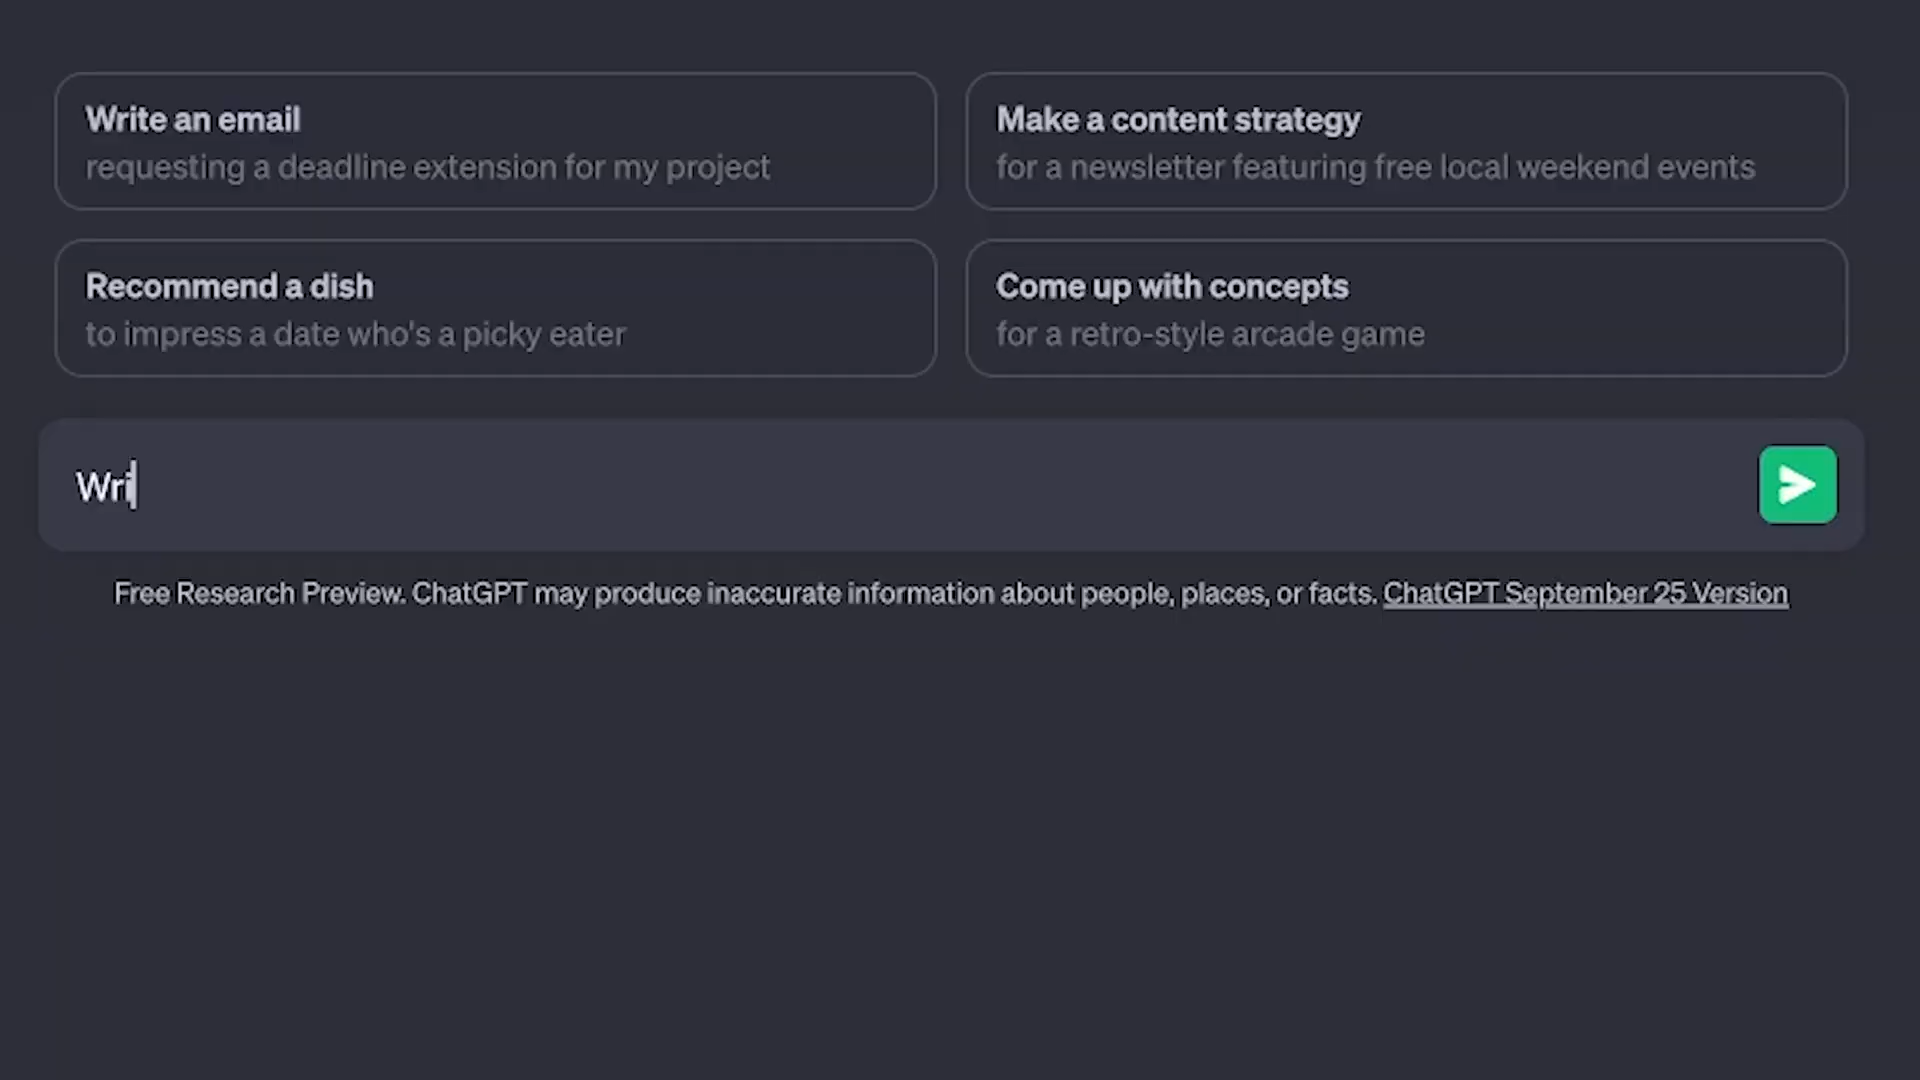 Write an email
requesting a deadline extension for my project
Make a content strategy
for a newsletter featuring free local weekend events
Recommend a dish
to impress a date who's a picky eater
Come up with concepts
for a retro-style arcade game
Wri
Free Research Preview. ChatGPT may produce inaccurate information about people, places, or facts. ChatGPT September 25 Version